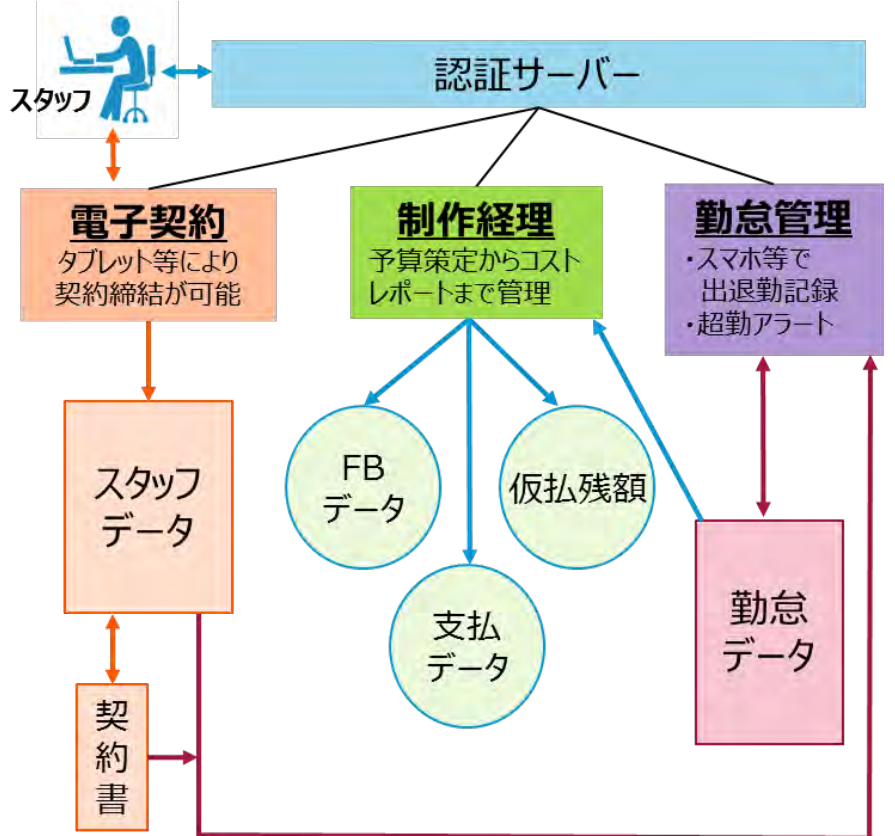 スタッフ
認証サーバー
電子契約
タブレット等により
契約締結が可能
制作経理
予算策定からコスト
レポートまで管理
勤怠管理
・スマホ等で
出退勤記録
・超勤アラート
スタッフ
データ
FB
データ
仮払残額
支払
データ
勤怠
データ
契
約
書